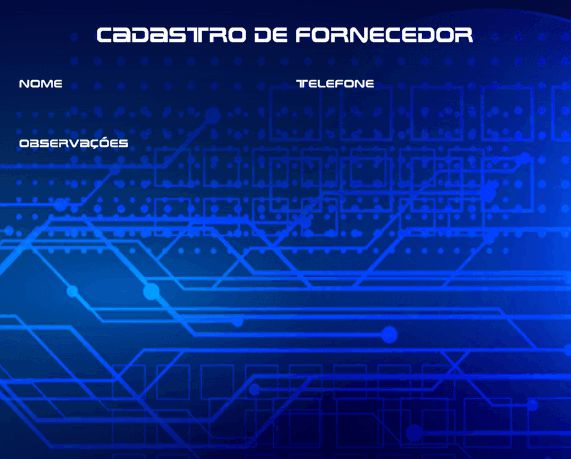 CADASTRO DE FORNECEDOR
NOME
TELEFONE
OBSERVAÇÕES